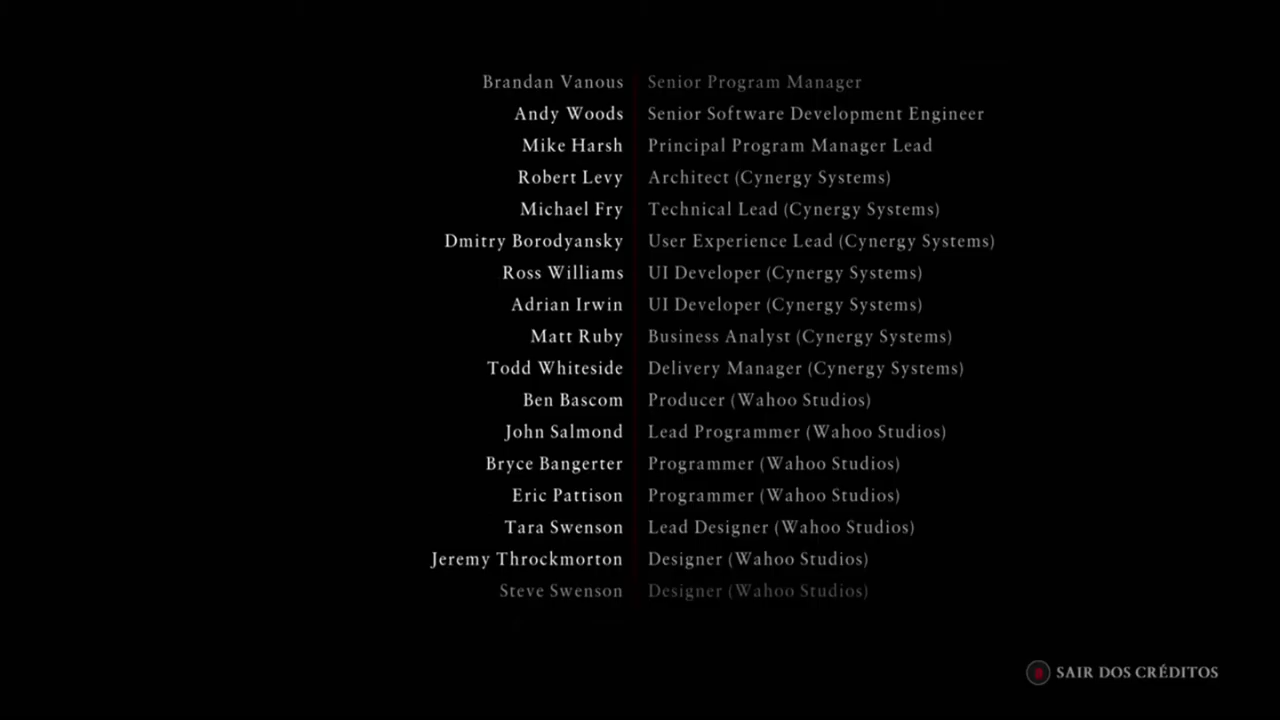 Brandan Vanous Senior Program Manager
Andy Woods Senior Software Development Engineer
Mike Harsh Principal Program Manager Lead
Robert Levy Architect (Cynergy Systems)
Michael Fry Technical Lead (Cynergy Systems)
Dmitry Borodyansky User Experience Lead (Cynergy Systems)
Ross Williams UI Developer (Cynergy Systems)
Adrian Irwin UI Developer (Cynergy Systems)
Matt Ruby Business Analyst (Cynergy Systems)
Todd Whiteside Delivery Manager (Cynergy Systems)
Ben Bascom Producer (Wahoo Studios)
John Salmond Lead Programmer (Wahoo Studios)
Bryce Bangerter Programmer (Wahoo Studios)
Eric Pattison Programmer (Wahoo Studios)
Tara Swenson Lead Designer (Wahoo Studios)
Jeremy Throckmorton Designer (Wahoo Studios)
Steve Swenson Designer (Wahoo Studios)
SAIR DOS CRÉDITOS